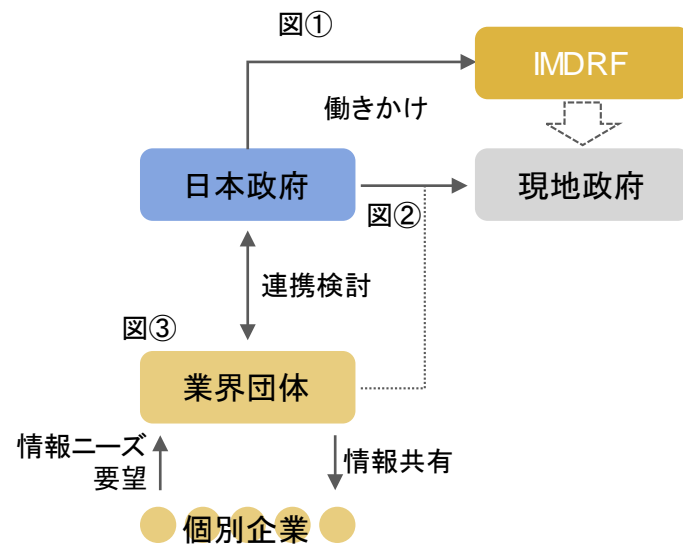 図①
IMDRF
働きかけ
日本政府
現地政府
図②
連携検討
図③
業界団体
情報ニーズ
要望
情報共有
個別企業